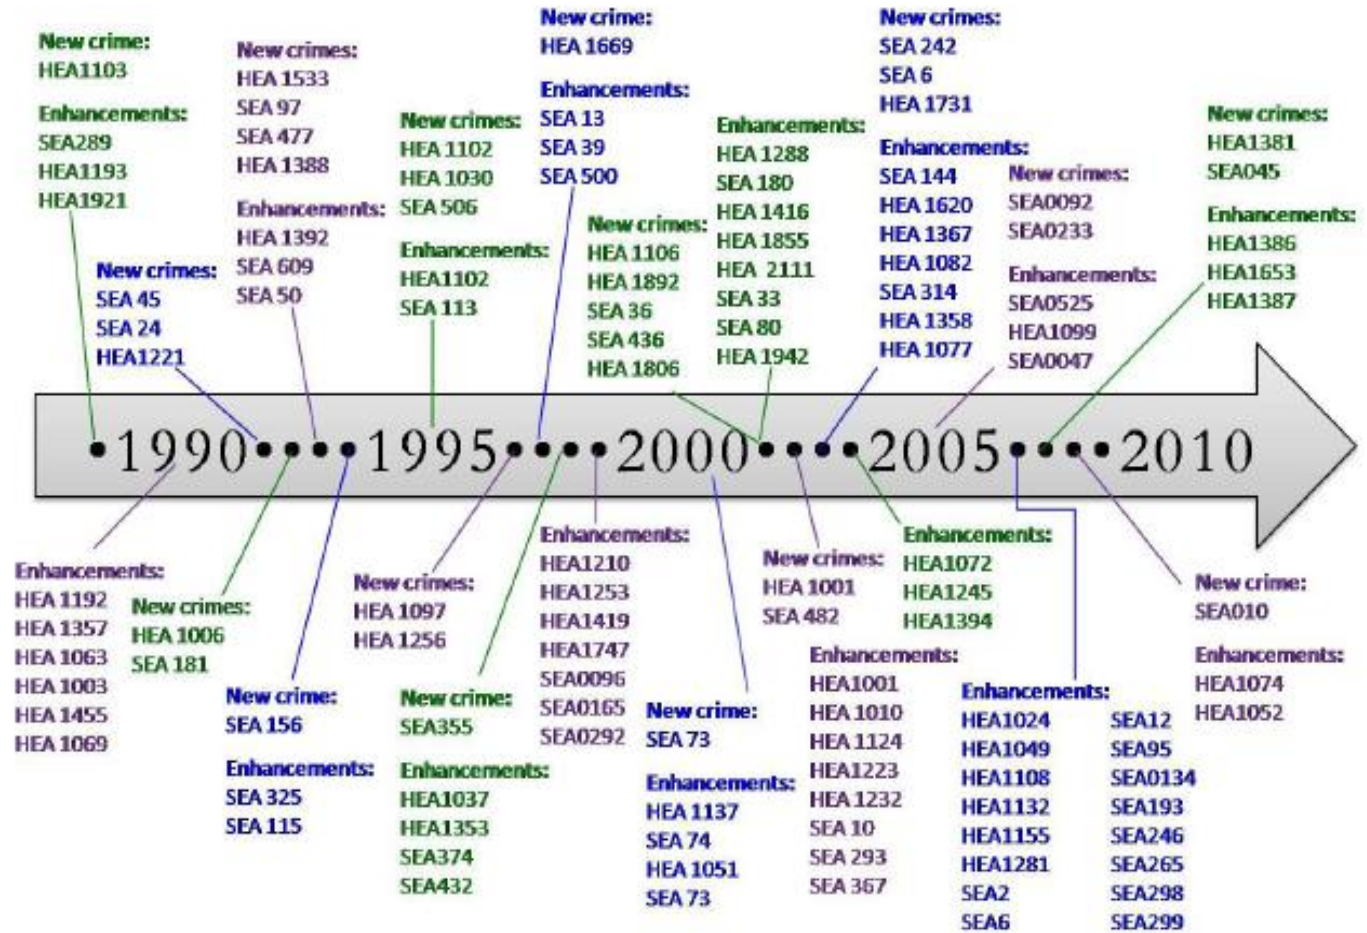 New crime:
HEA1103
Enhancements:
SEA289
HEA1193
HEA1921
New crimes:
SEA 45
SEA 24
HEA1221
New crimes:
HEA 1533
SEA 97
SEA 477
HEA 1388
Enhancements:
HEA 1392
SEA 609
SEA 50
New crimes:
HEA 1102
HEA 1030
SEA 506
Enhancements:
HEA1102
SEA 113
New crime:
HEA 1669
Enhancements:
SEA 13
SEA 39
SEA 500
New crimes:
HEA 1106
HEA 1892
SEA 36
SEA 436
HEA 1806
Enhancements:
HEA 1288
SEA 180
HEA 1416
HEA 1855
HEA 2111
SEA 33
SEA 80
HEA 1942
New crimes:
SEA 242
SEA 6
HEA 1731
Enhancements:
SEA 144
HEA 1620
HEA 1367
HEA 1082
SEA 314
HEA 1358
HEA 1077
New crimes:
SEA0092
SEA0233
Enhancements:
SEA0525
HEA1099
SEA0047
New crimes:
HEA1381
SEA045
Enhancements:
HEA1386
HEA1653
HEA1387
1990 1995 2000 2005 2010
Enhancements:
HEA 1192
HEA 1357
HEA 1063
HEA 1003
HEA 1455
HEA 1069
New crimes:
HEA 1006
SEA 181
New crime:
SEA 156
Enhancements:
SEA 325
SEA 115
New crimes:
HEA 1097
HEA 1256
New crime:
SEA355
Enhancements:
HEA1037
HEA1353
SEA374
SEA432
Enhancements:
HEA1210
HEA1253
HEA1419
HEA1747
SEA0096
SEA0165
SEA0292
New crime:
SEA 73
Enhancements:
HEA 1137
SEA 74
HEA 1051
SEA 73
New crimes:
HEA 1001
SEA 482
Enhancements:
HEA1001
HEA 1010
HEA 1124
HEA1223
HEA 1232
SEA 10
SEA 293
SEA 367
Enhancements:
HEA1072
HEA1245
HEA1394
Enhancements:
HEA1024
HEA1049
HEA1108
HEA1132
HEA1155
HEA1281
SEA2
SEA6
SEA12
SEA95
SEA0134
SEA193
SEA246
SEA265
SEA298
SEA299
New crime:
SEA010
Enhancements:
HEA1074
HEA1052